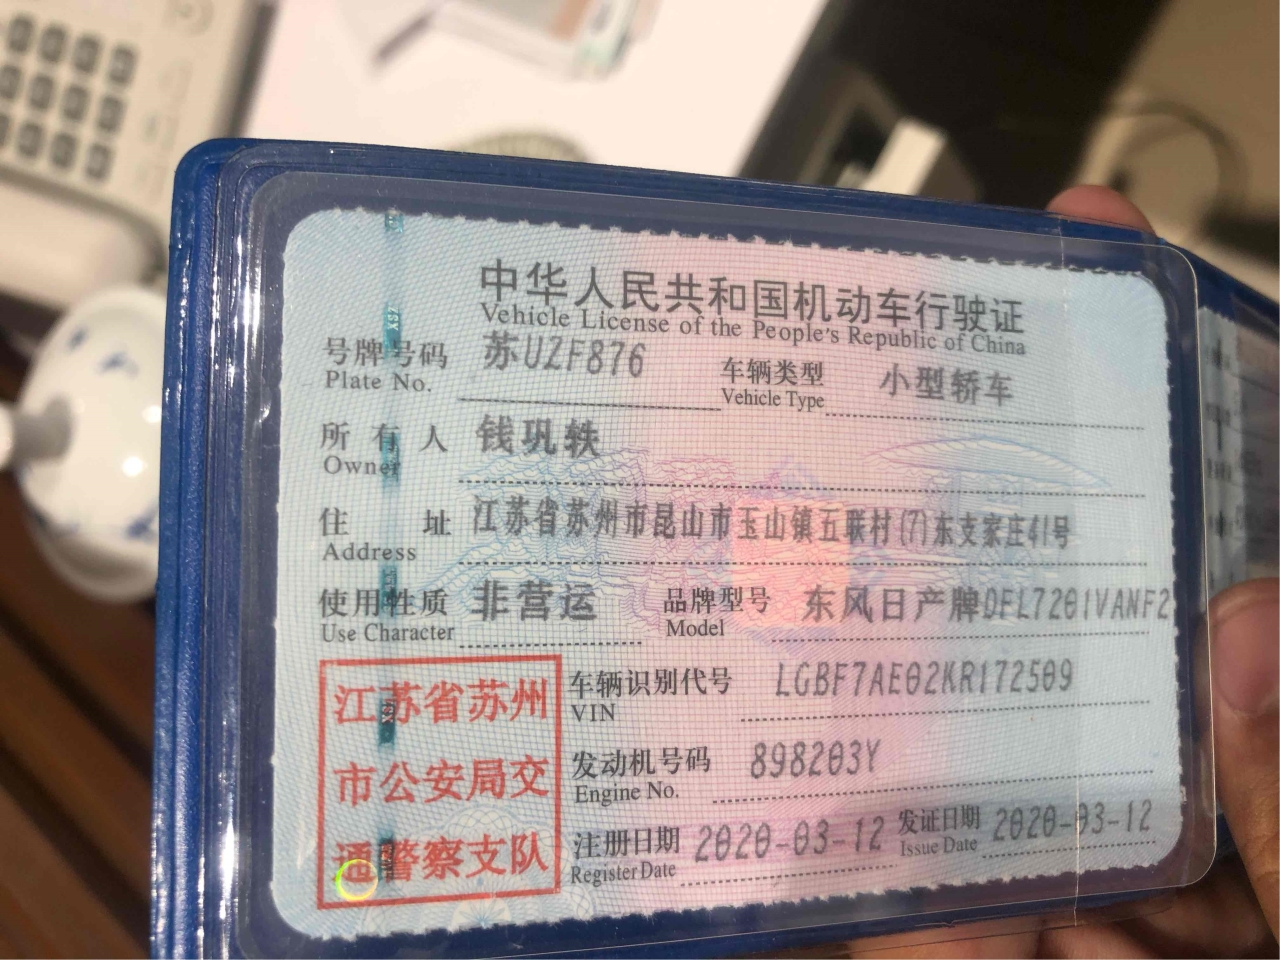 中华人民共和国机动车行驶证
Vehicle License of the People's Republic of China
号牌号码 苏UZF876 车辆类型 小型轿车
Plate No. Vehicle Type
所有人 钱巩轶
Owner
住址 江苏省苏州市昆山市玉山镇五联村(7)东支家庄41号
Address
使用性质 非营运 品牌型号 东风日产牌DFL7201VANF2
Use Character Model
江苏省苏州
市公安局交
通警察支队
车辆识别代号 LGBF7AE02KR172509
VIN
发动机号码 898203Y
Engine No.
注册日期 2020-03-12 发证日期 2020-03-12
Register Date Issue Date